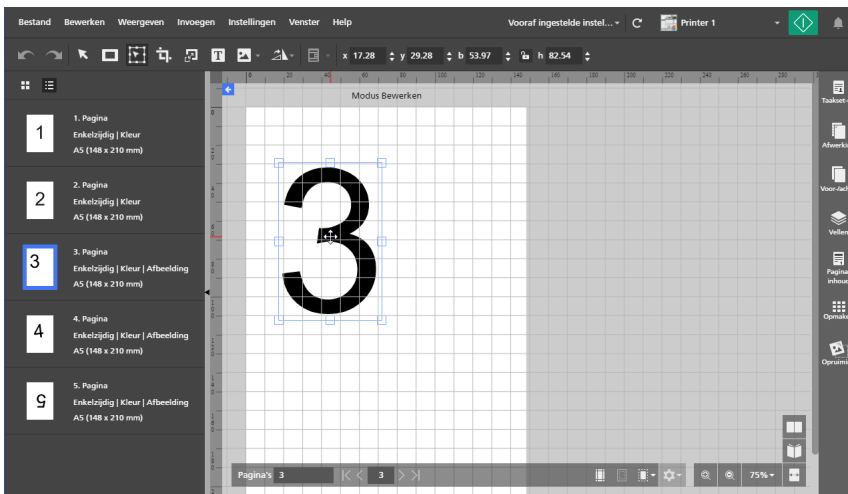 Bestand Bewerken Weergeven Invoegen Instellingen Venster Help Vooraf ingestelde instel... Printer 1
x 17.28 y 29.28 b 53.97 h 82.54
Modus Bewerken
1
1. Pagina
Enkelzijdig | Kleur
A5 (148 x 210 mm)
2
2. Pagina
Enkelzijdig | Kleur
A5 (148 x 210 mm)
3
3. Pagina
Enkelzijdig | Kleur | Afbeelding
A5 (148 x 210 mm)
4
4. Pagina
Enkelzijdig | Kleur | Afbeelding
A5 (148 x 210 mm)
5
5. Pagina
Enkelzijdig | Kleur | Afbeelding
A5 (148 x 210 mm)
3
Taakset-
Afwerki
Voor-/ach
Vellen
Pagina
inhoud
Opmake
Opruimi
Pagina's 3 3 75%